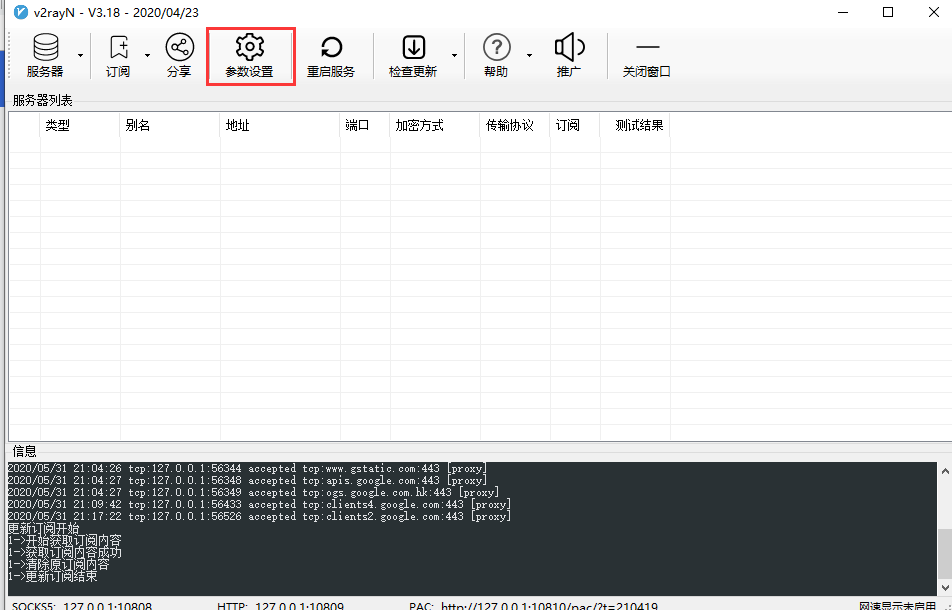 v2rayN - V3.18 - 2020/04/23
服务器 订阅 分享 参数设置 重启服务 检查更新 帮助 推广 关闭窗口
服务器列表
类型 别名 地址 端口 加密方式 传输协议 订阅 测试结果
信息
2020/05/31 21:04:26 tcp:127.0.0.1:56344 accepted tcp:www.gstatic.com:443 [proxy]
2020/05/31 21:04:27 tcp:127.0.0.1:56348 accepted tcp:apis.google.com:443 [proxy]
2020/05/31 21:04:27 tcp:127.0.0.1:56349 accepted tcp:ogs.google.com.hk:443 [proxy]
2020/05/31 21:09:42 tcp:127.0.0.1:56433 accepted tcp:clients4.google.com:443 [proxy]
2020/05/31 21:17:22 tcp:127.0.0.1:56526 accepted tcp:clients2.google.com:443 [proxy]
更新订阅开始
1->开始获取订阅内容
1->获取订阅内容成功
1->清除原订阅内容
1->更新订阅结束
SOCKS5: 127.0.0.1:10808 HTTP: 127.0.0.1:10809 PAC: http://127.0.0.1:10810/pac/?t=210419 网速显示未启用